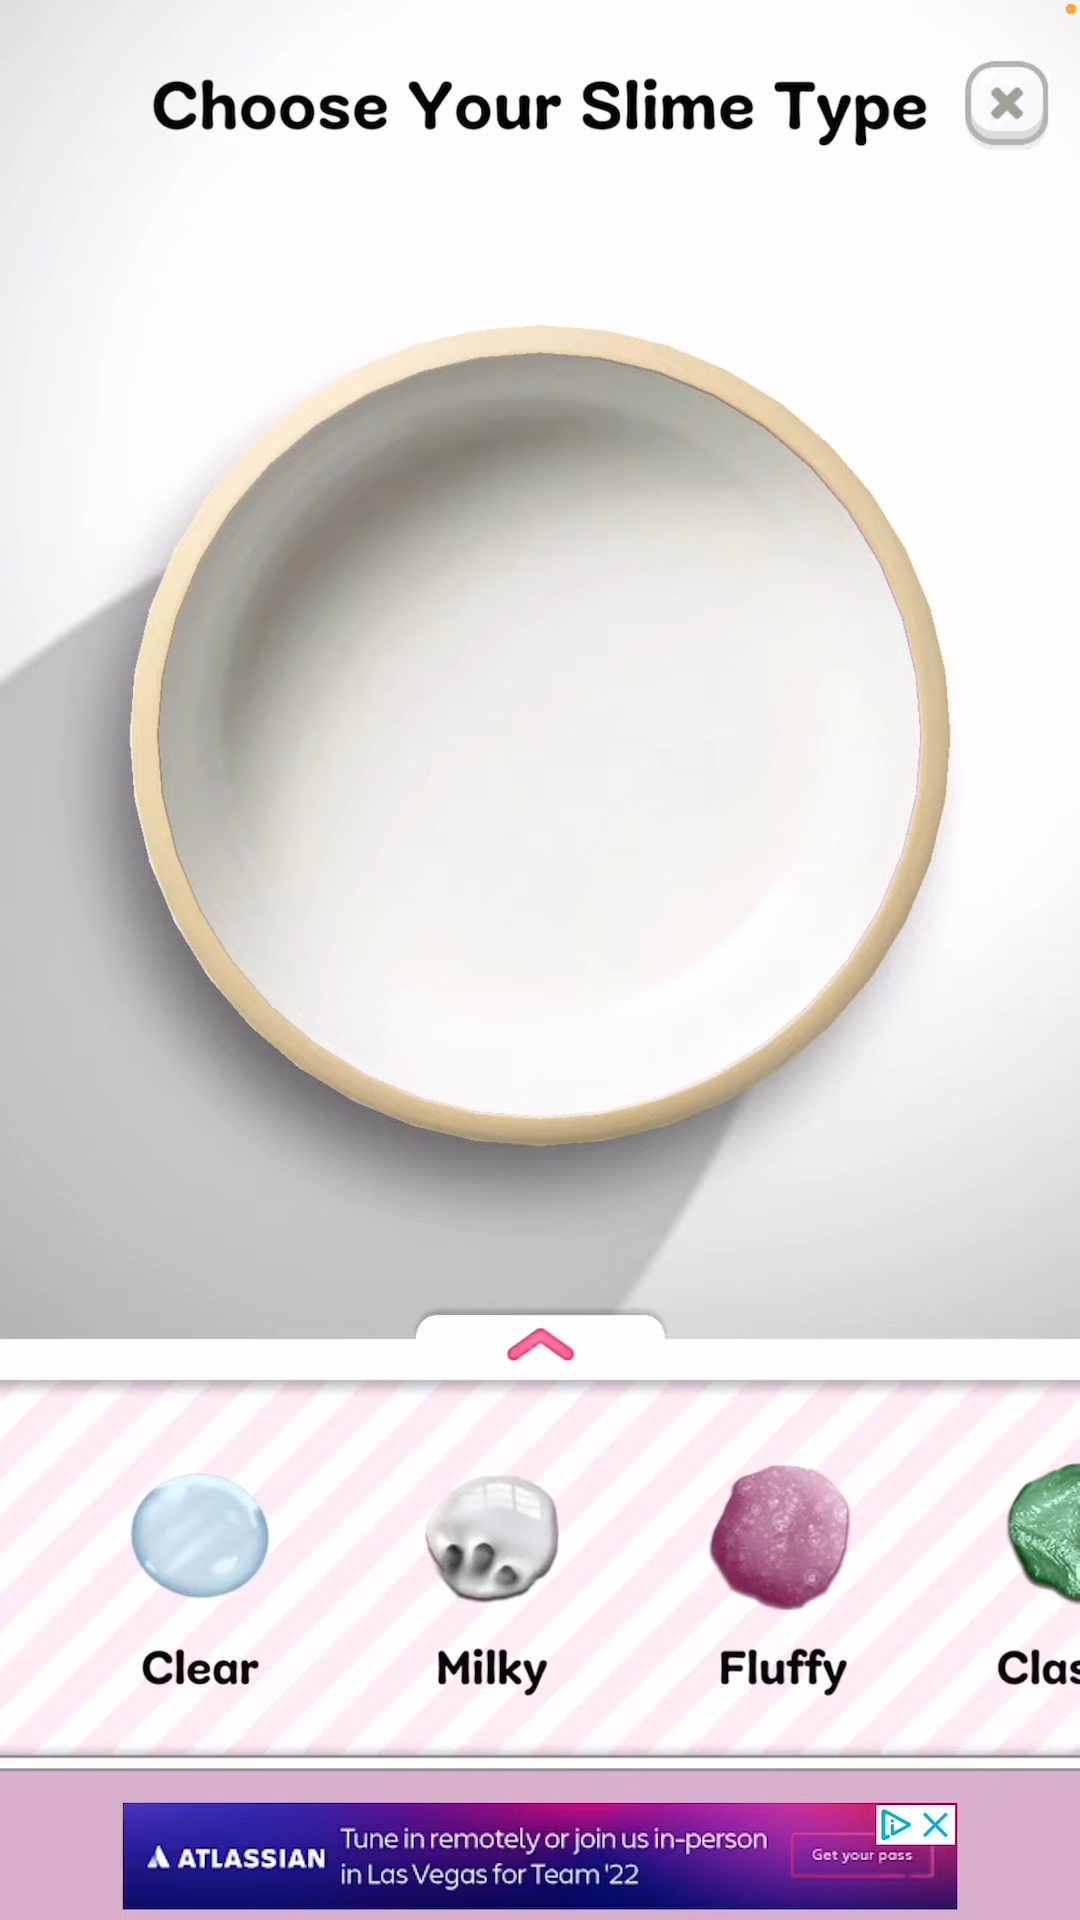 Choose Your Slime Type
Clear
Milky
Fluffy
Clas
ATLASSIAN
Tune in remotely or join us in-person
in Las Vegas for Team '22
Get your pass